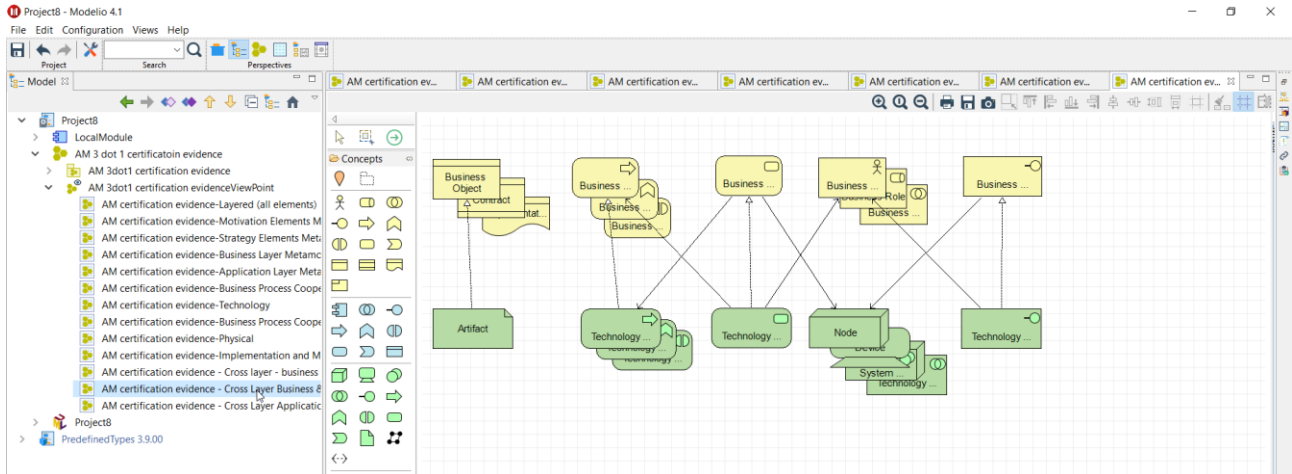 Project8 - Modelio 4.1
File Edit Configuration Views Help
Project Search Perspectives
Model
AM certification ev... AM certification ev... AM certification ev... AM certification ev... AM certification ev... AM certification ev... AM certification ev...
Project8
LocalModule
AM 3 dot 1 certificatoin evidence
AM 3dot1 certification evidence
AM 3dot1 certification evidenceViewPoint
AM certification evidence-Layered (all elements)
AM certification evidence-Motivation Elements M
AM certification evidence-Strategy Elements Meta
AM certification evidence-Business Layer Metamc
AM certification evidence-Application Layer Meta
AM certification evidence-Business Process Coope
AM certification evidence-Technology
AM certification evidence-Business Process Coope
AM certification evidence-Physical
AM certification evidence-Implementation and M
AM certification evidence - Cross layer - business
AM certification evidence - Cross Layer Business &
AM certification evidence - Cross Layer Applicatic
Project8
PredefinedTypes 3.9.00
Concepts
Business
Object
Contract
Business ...
Business ...
Business ...
Business ...
Business ...
Role
Business ...
Business ...
Artifact
Technology ...
Technology ...
Technology ...
Node
Device
System ...
Technology ...
Technology ...